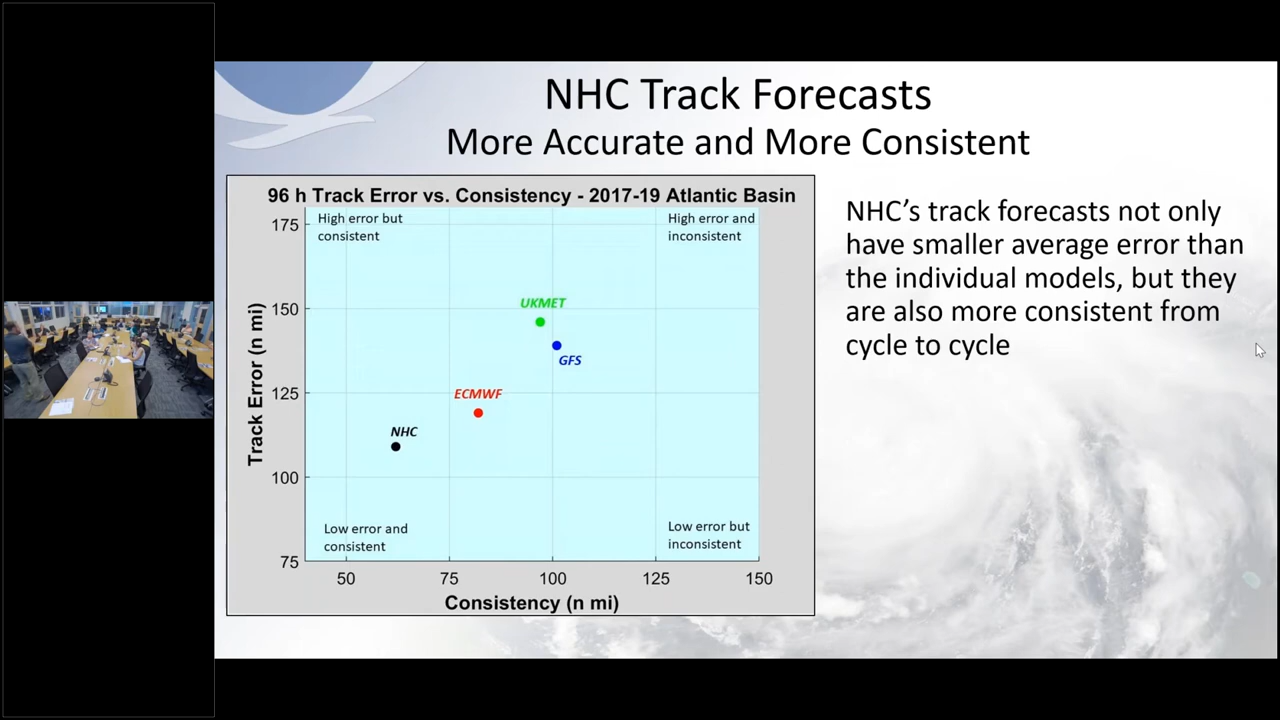 NHC Track Forecasts
More Accurate and More Consistent
96 h Track Error vs. Consistency - 2017-19 Atlantic Basin
High error but
consistent
High error and
inconsistent
175
150
125
100
75
Track Error (n mi)
UKMET
GFS
ECMWF
NHC
Low error and
consistent
Low error but
inconsistent
50
75
100
125
150
Consistency (n mi)
NHC’s track forecasts not only
have smaller average error than
the individual models, but they
are also more consistent from
cycle to cycle